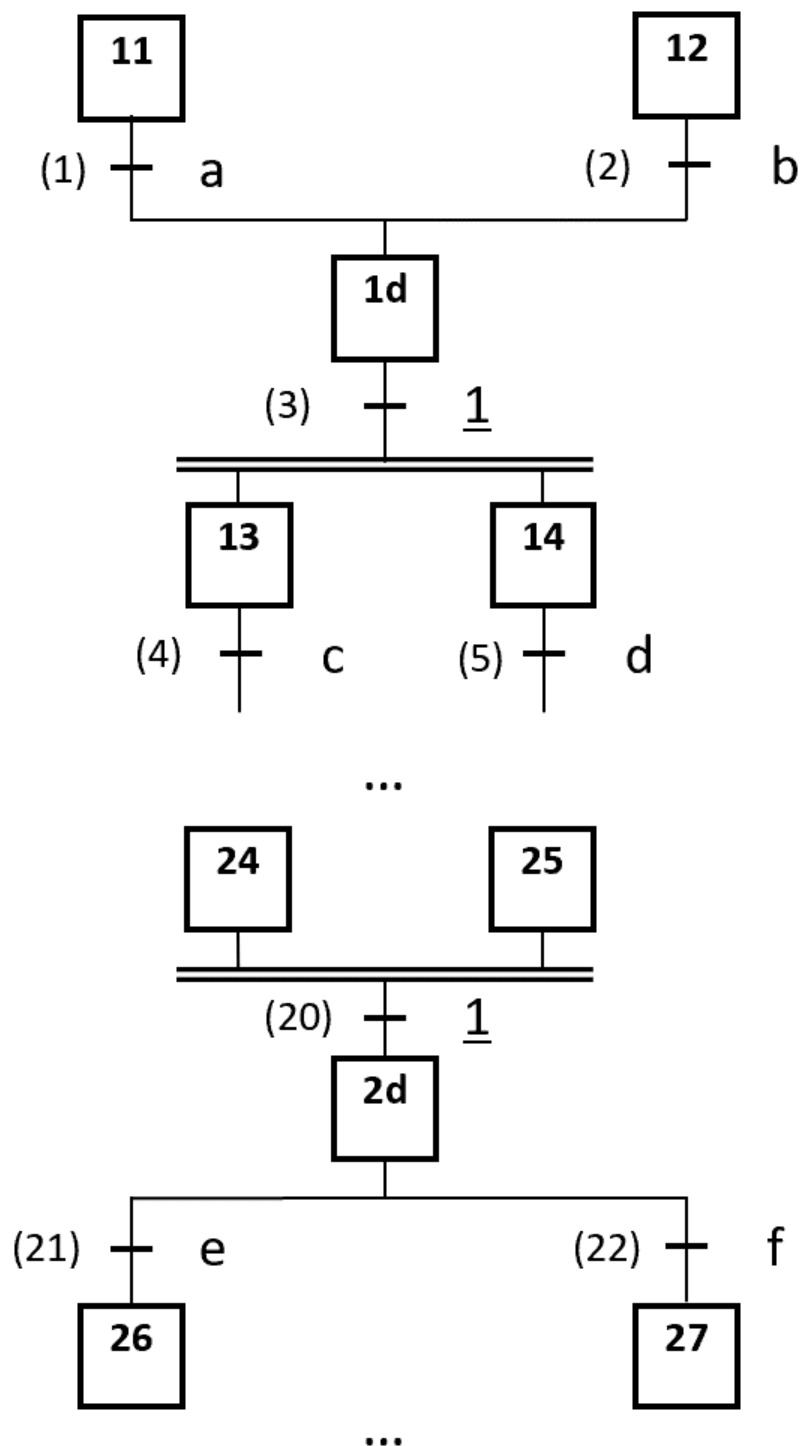 11 12
(1) a (2) b
1d
(3) 1
13 14
(4) c (5) d
...
24 25
(20) 1
2d
(21) e (22) f
26 27
...